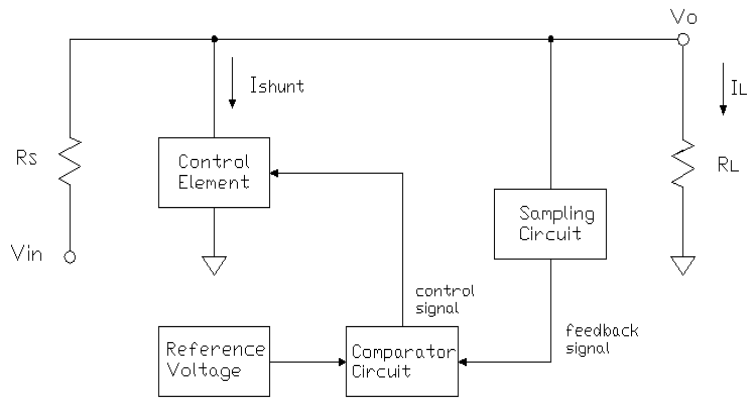 Vo
Ishunt
IL
Rs
Control
Element
RL
Sampling
Circuit
Vin
control
signal
feedback
signal
Reference
Voltage
Comparator
Circuit